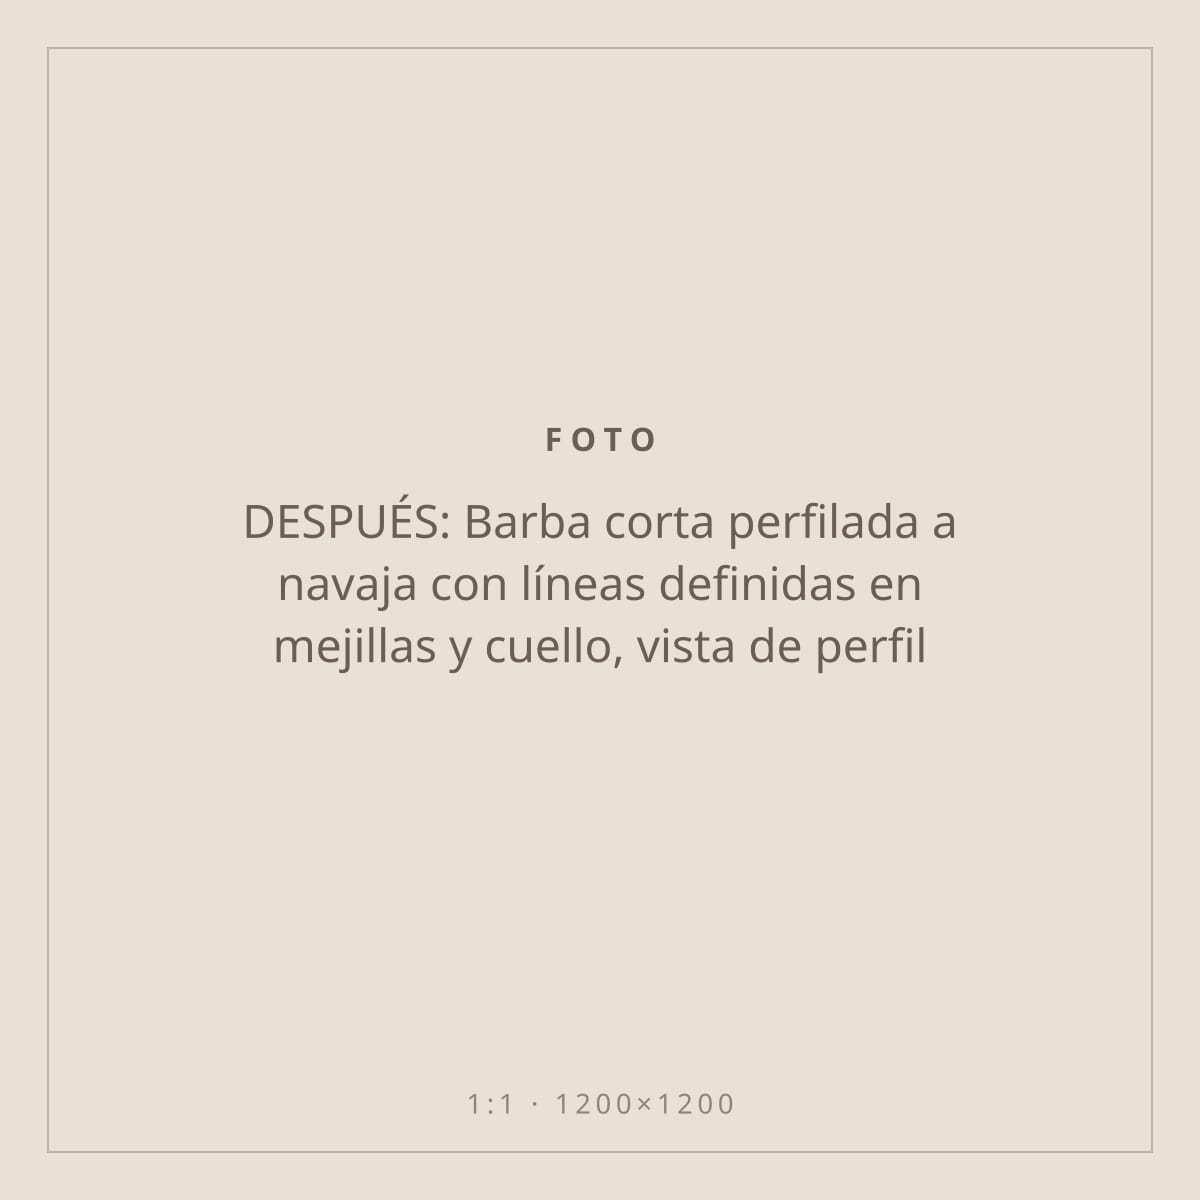 FOTO
DESPUÉS: Barba corta perfilada a
navaja con líneas definidas en
mejillas y cuello, vista de perfil
1:1 · 1200×1200